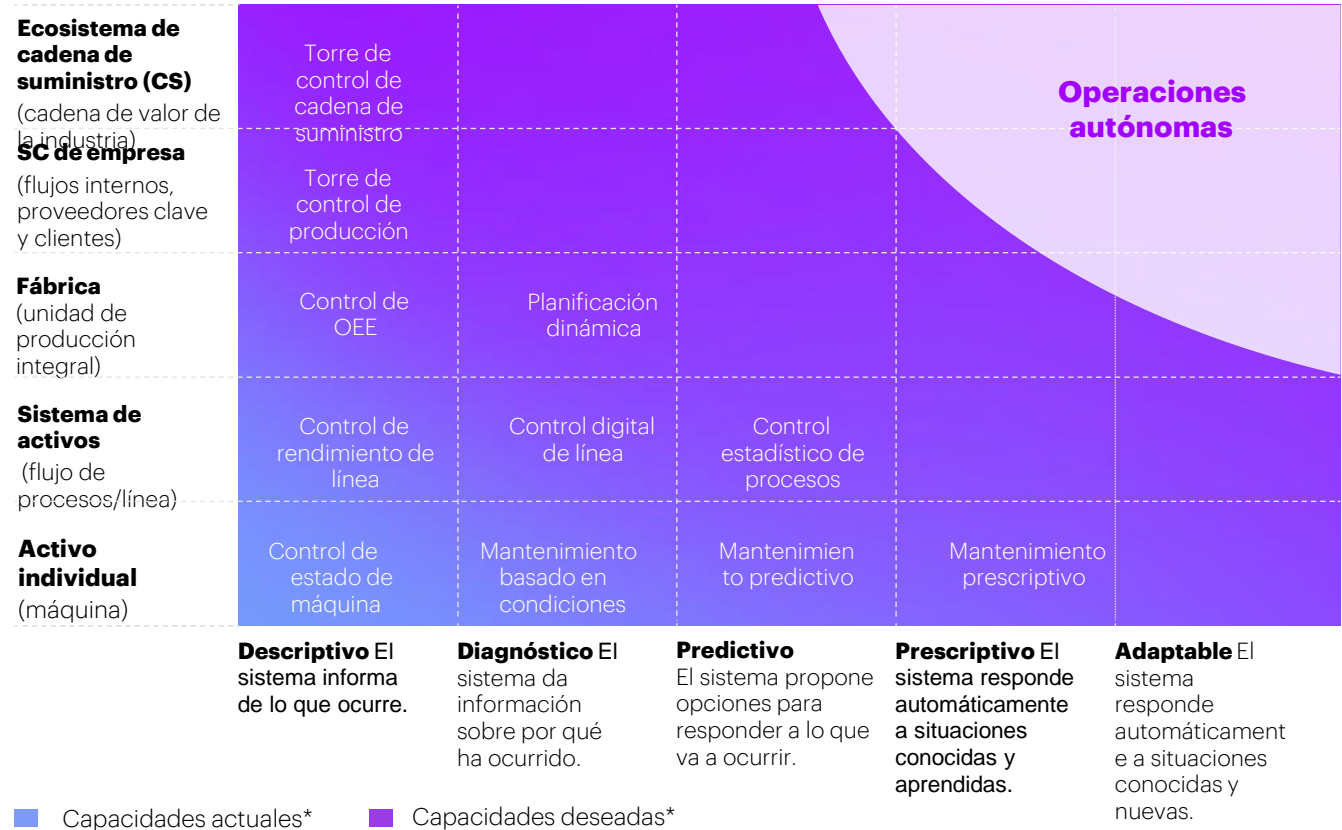 Ecosistema de
cadena de
suministro (CS)
(cadena de valor de
la industria)
Torre de
control de
cadena de
suministro
Operaciones
autónomas
SC de empresa
(flujos internos,
proveedores clave
y clientes)
Torre de
control de
producción
Fábrica
(unidad de
producción
integral)
Control de
OEE
Planificación
dinámica
Sistema de
activos
(flujo de
procesos/línea)
Control de
rendimiento de
línea
Control digital
de línea
Control
estadístico de
procesos
Activo
individual
(máquina)
Control de
estado de
máquina
Mantenimiento
basado en
condiciones
Mantenimien
to predictivo
Mantenimiento
prescriptivo
Descriptivo El
sistema informa
de lo que ocurre.
Diagnóstico El
sistema da
información
sobre por qué
ha ocurrido.
Predictivo
El sistema propone
opciones para
responder a lo que
va a ocurrir.
Prescriptivo El
sistema responde
automáticamente
a situaciones
conocidas y
aprendidas.
Adaptable El
sistema
responde
automáticament
e a situaciones
conocidas y
nuevas.
Capacidades actuales*
Capacidades deseadas*